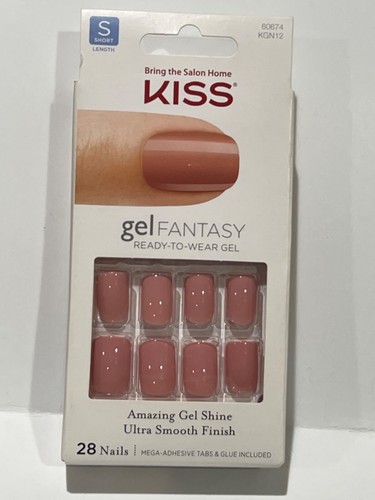 S
SHORT
LENGTH
60674
KGN12
Bring the Salon Home
KISS®
gel FANTASY
READY-TO-WEAR GEL
Amazing Gel Shine
Ultra Smooth Finish
28 Nails
MEGA-ADHESIVE TABS & GLUE INCLUDED